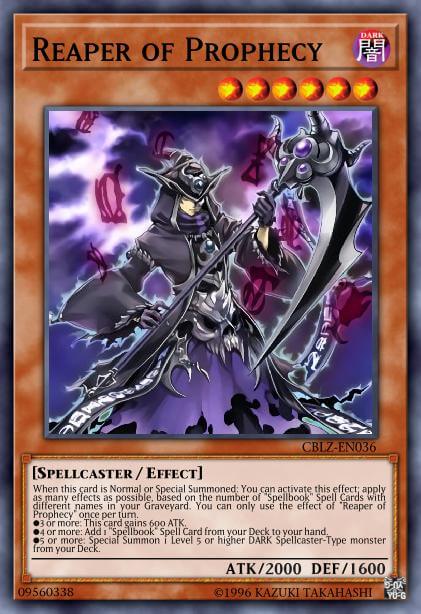 REAPER OF PROPHECY
DARK
闇
CBLZ-EN036
[SPELLCASTER / EFFECT]
When this card is Normal or Special Summoned: You can activate this effect; apply
as many effects as possible, based on the number of "Spellbook" Spell Cards with
different names in your Graveyard. You can only use the effect of "Reaper of
Prophecy" once per turn.
●3 or more: This card gains 600 ATK.
●4 or more: Add 1 "Spellbook" Spell Card from your Deck to your hand.
●5 or more: Special Summon 1 Level 5 or higher DARK Spellcaster-Type monster
from your Deck.
ATK/2000 DEF/1600
09560338
©1996 KAZUKI TAKAHASHI